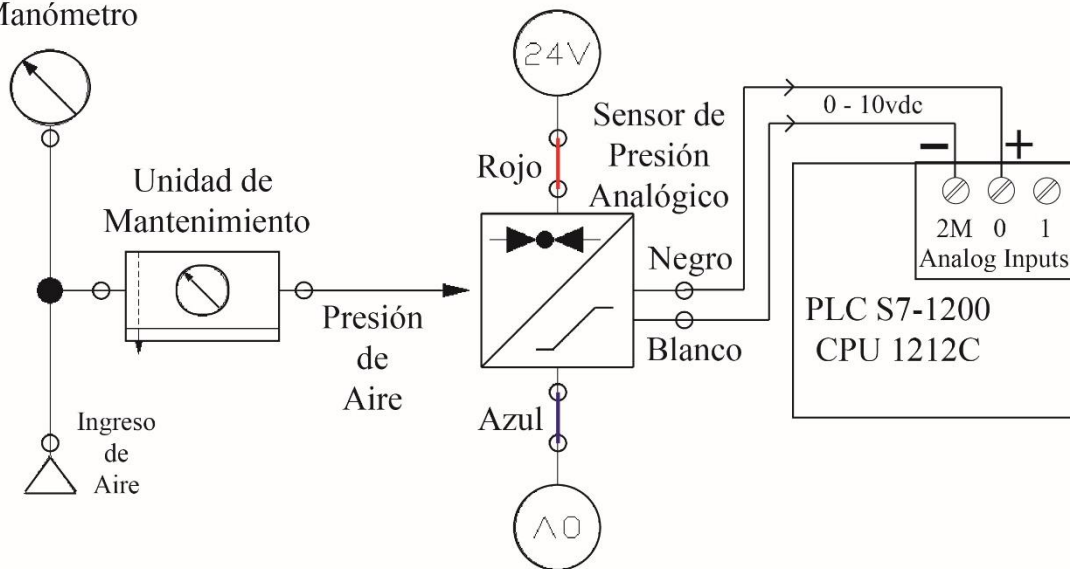 Manómetro
24V
Sensor de
Presión
Analógico
Rojo
0 - 10vdc
Unidad de
Mantenimiento
− +
2M 0 1
Analog Inputs
Negro
Blanco
PLC S7-1200
CPU 1212C
Presión
de
Aire
Azul
Ingreso
de
Aire
0V